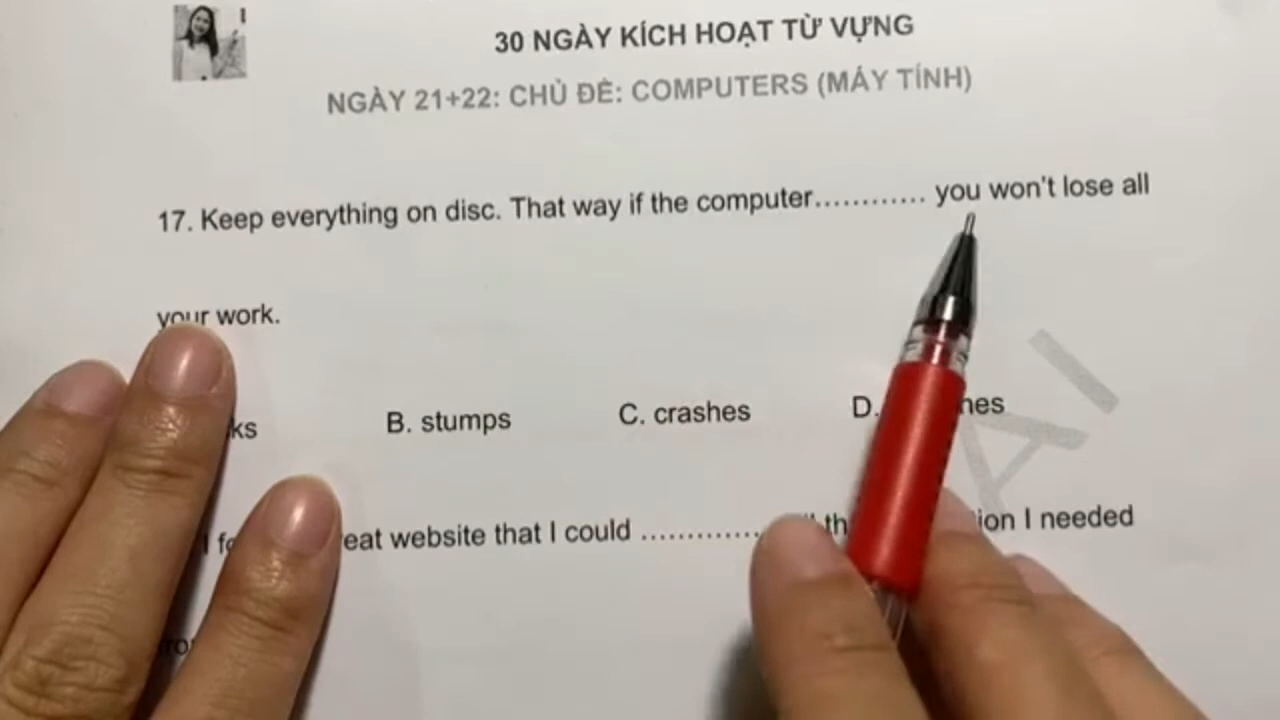 30 NGÀY KÍCH HOẠT TỪ VỰNG
NGÀY 21+22: CHỦ ĐỀ: COMPUTERS (MÁY TÍNH)
17. Keep everything on disc. That way if the computer............ you won't lose all
your work.
B. stumps C. crashes D.
I eat website that I could ............. I needed
AI